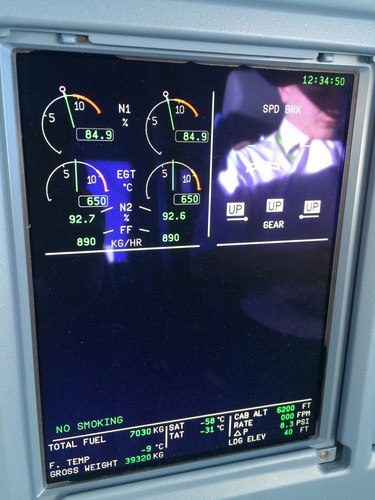 12:34:50
10 N1 10
5 % 5
84.9 84.9
SPD BRK
5 10 EGT 5 10
°C
650 650
92.7 N2 92.6
%
FF
890 KG/HR 890
UP UP UP
GEAR
NO SMOKING
TOTAL FUEL 7030 KG
F. TEMP -9 °C
GROSS WEIGHT 39320 KG
SAT -58 °C
TAT -31 °C
CAB ALT 6200 FT
RATE 000 FPM
Δ P 8.3 PSI
LDG ELEV 40 FT